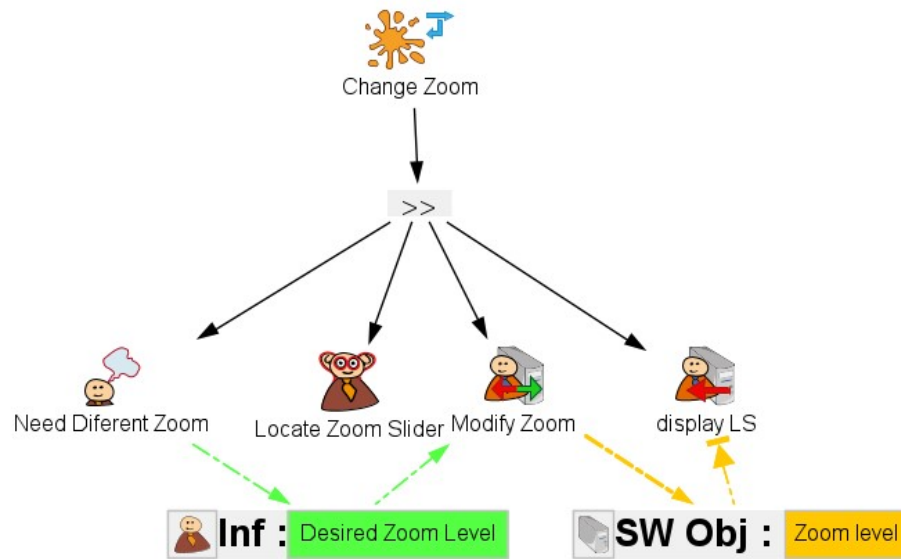 Change Zoom
>>
Need Diferent Zoom
Locate Zoom Slider
Modify Zoom
display LS
Inf : Desired Zoom Level
SW Obj : Zoom level